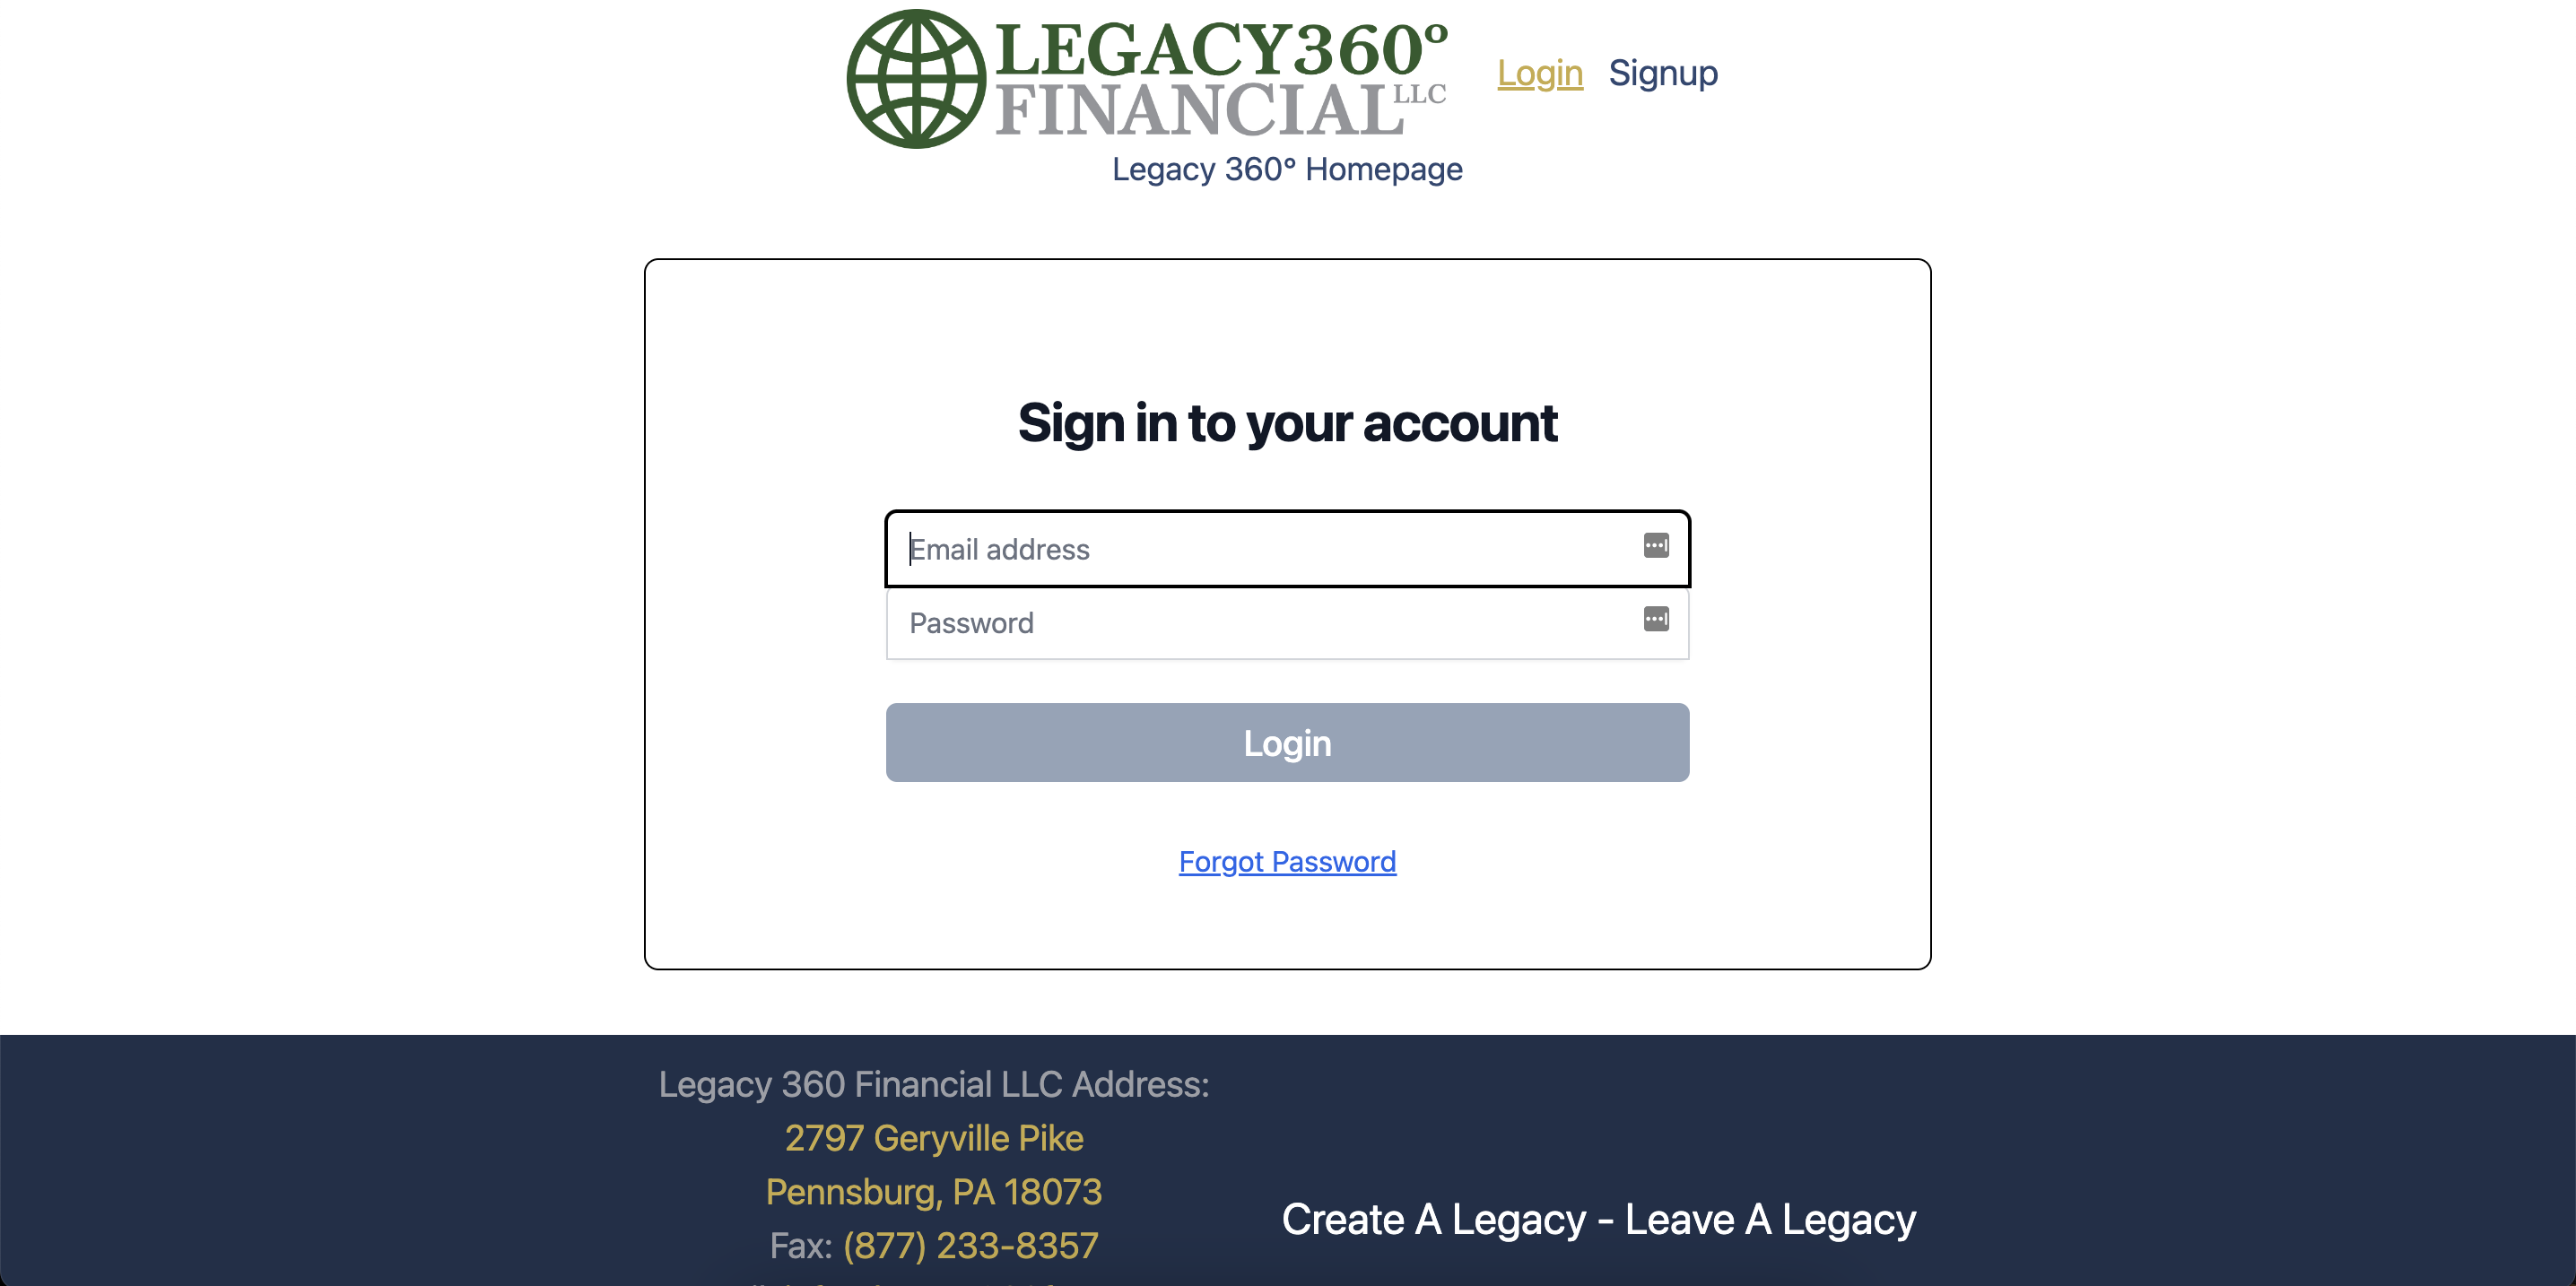 LEGACY360°
FINANCIAL LLC
Login Signup
Legacy 360° Homepage
Sign in to your account
Email address
Password
Login
Forgot Password
Legacy 360 Financial LLC Address:
2797 Geryville Pike
Pennsburg, PA 18073
Fax: (877) 233-8357
Create A Legacy - Leave A Legacy